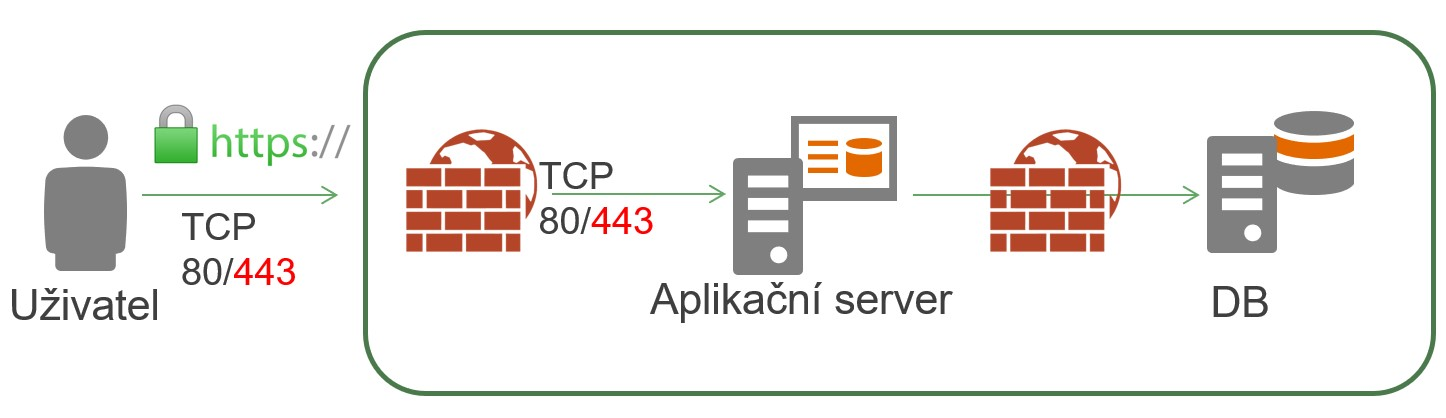 https://
TCP
80/443
Uživatel
TCP
80/443
Aplikační server
DB